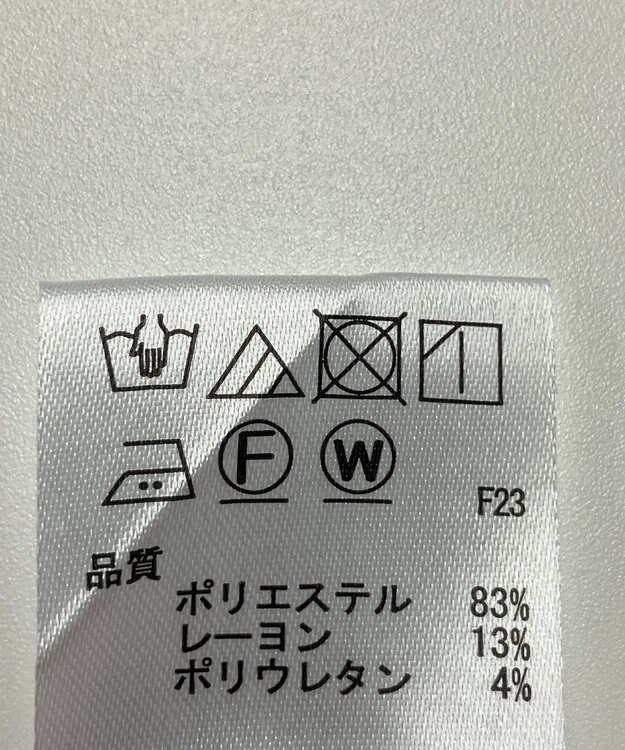 F W
F23
品質
ポリエステル 83%
レーヨン 13%
ポリウレタン 4%